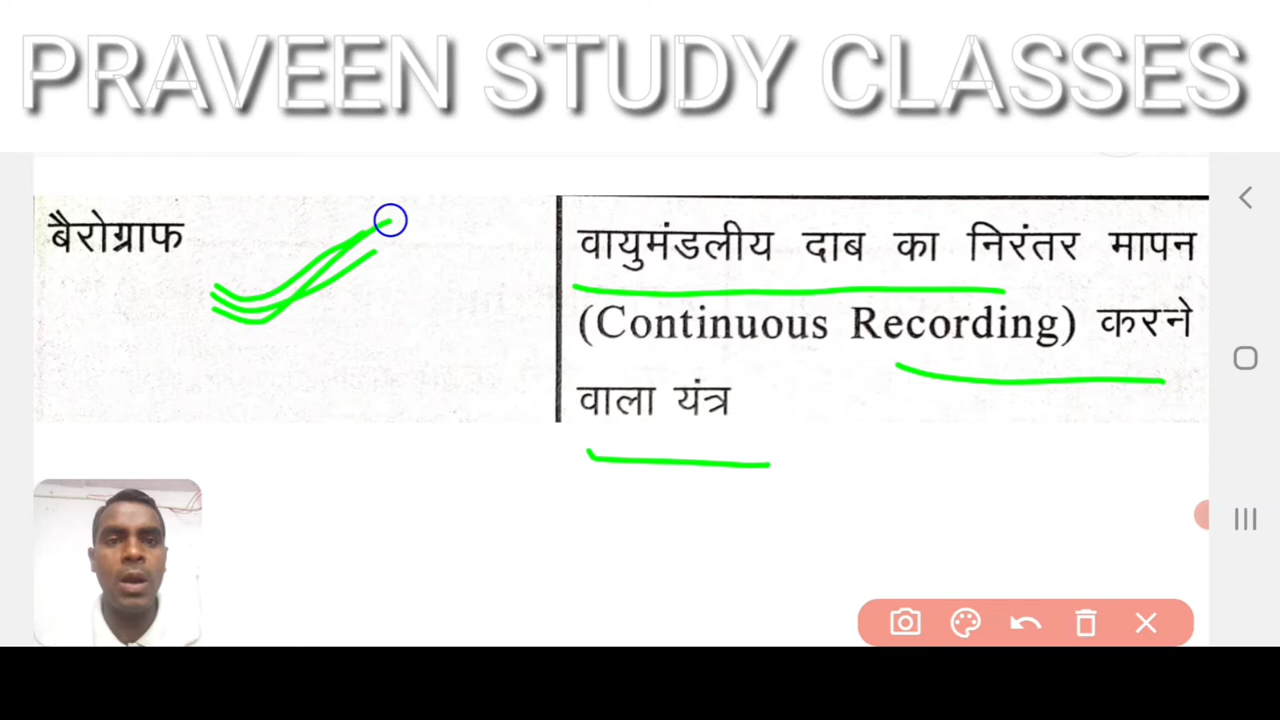 PRAVEEN STUDY CLASSES
बैरोग्राफ
वायुमंडलीय दाब का निरंतर मापन
(Continuous Recording) करने
वाला यंत्र